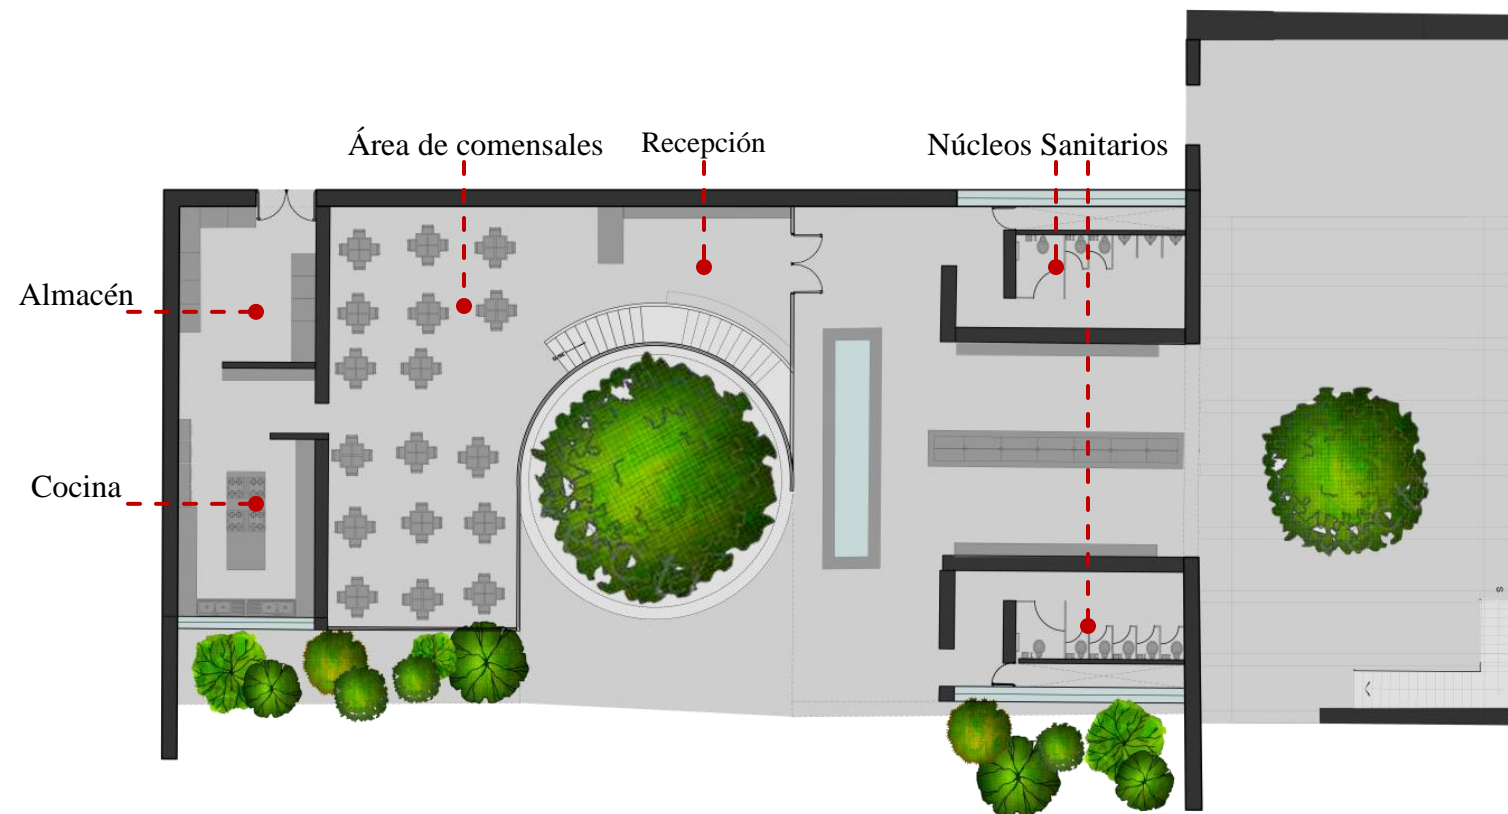 Área de comensales
Recepción
Núcleos Sanitarios
Almacén
Cocina
S